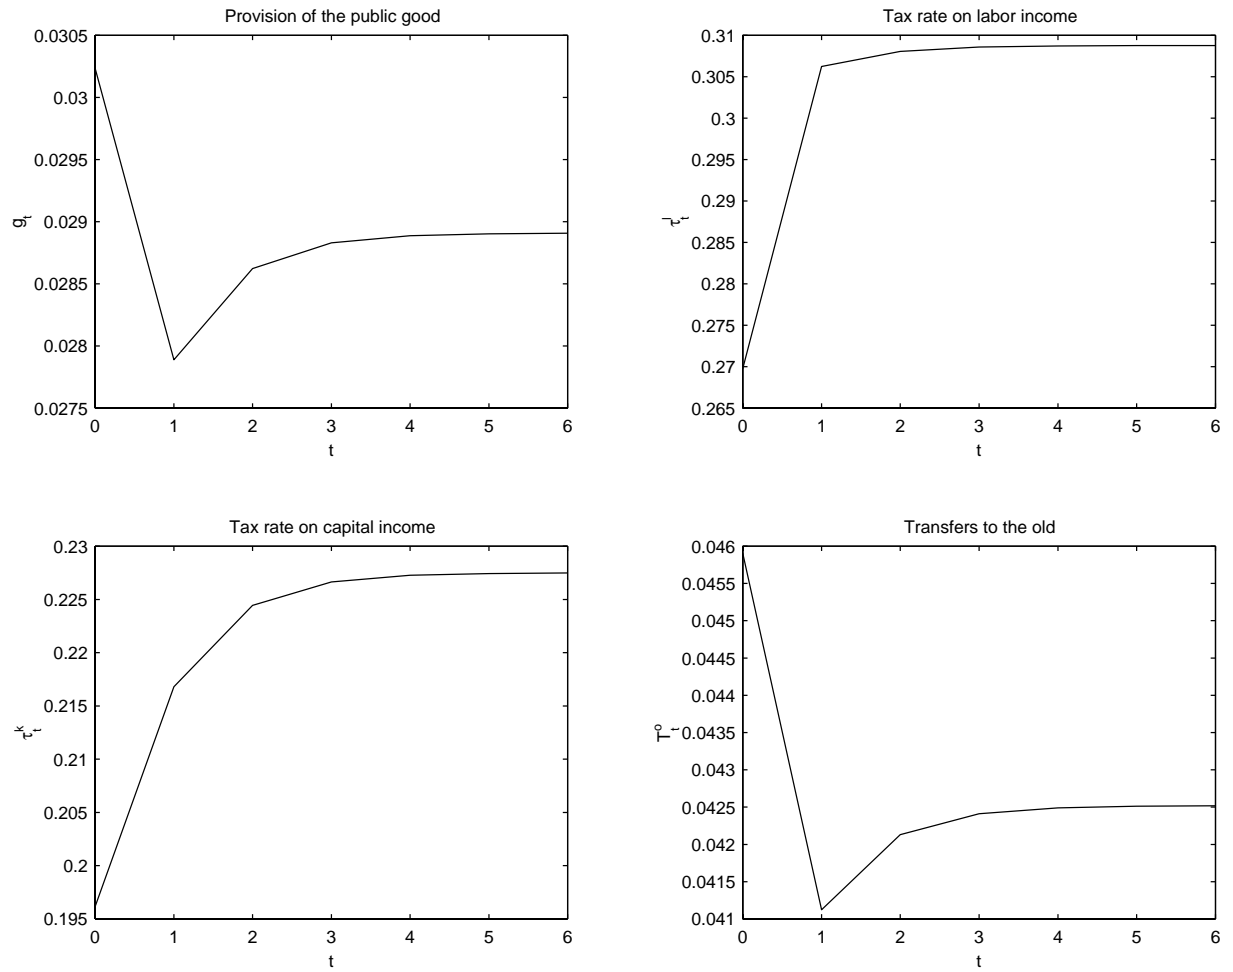 Provision of the public good
0.0305
0.03
0.0295
0.029
0.0285
0.028
0.0275
g_t
0 1 2 3 4 5 6
t
Tax rate on labor income
0.31
0.305
0.3
0.295
0.29
0.285
0.28
0.275
0.27
0.265
τ_t^l
0 1 2 3 4 5 6
t
Tax rate on capital income
0.23
0.225
0.22
0.215
0.21
0.205
0.2
0.195
τ_t^k
0 1 2 3 4 5 6
t
Transfers to the old
0.046
0.0455
0.045
0.0445
0.044
0.0435
0.043
0.0425
0.042
0.0415
0.041
T_t^o
0 1 2 3 4 5 6
t